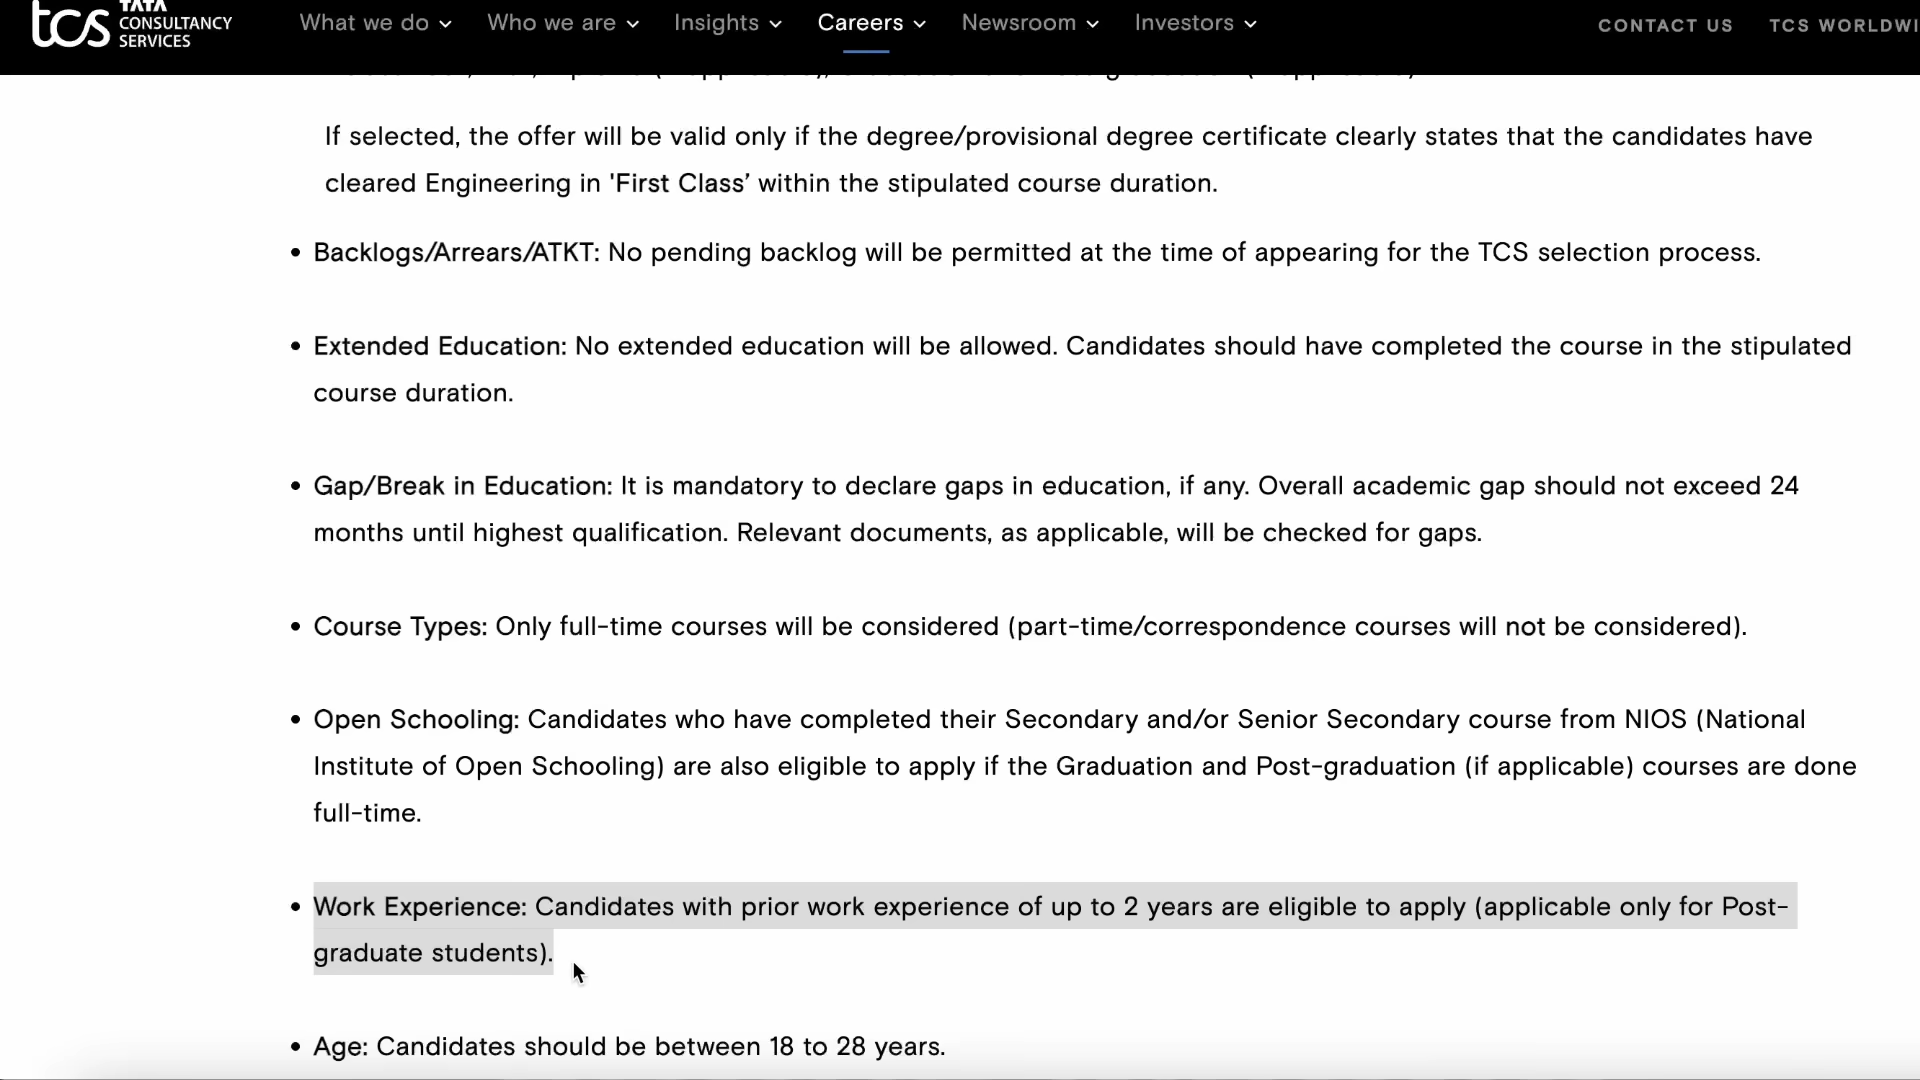 tcs TATA CONSULTANCY SERVICES
What we do Who we are Insights Careers Newsroom Investors CONTACT US TCS WORLDWI
If selected, the offer will be valid only if the degree/provisional degree certificate clearly states that the candidates have
cleared Engineering in 'First Class’ within the stipulated course duration.
• Backlogs/Arrears/ATKT: No pending backlog will be permitted at the time of appearing for the TCS selection process.
• Extended Education: No extended education will be allowed. Candidates should have completed the course in the stipulated
course duration.
• Gap/Break in Education: It is mandatory to declare gaps in education, if any. Overall academic gap should not exceed 24
months until highest qualification. Relevant documents, as applicable, will be checked for gaps.
• Course Types: Only full-time courses will be considered (part-time/correspondence courses will not be considered).
• Open Schooling: Candidates who have completed their Secondary and/or Senior Secondary course from NIOS (National
Institute of Open Schooling) are also eligible to apply if the Graduation and Post-graduation (if applicable) courses are done
full-time.
• Work Experience: Candidates with prior work experience of up to 2 years are eligible to apply (applicable only for Post-
graduate students).
• Age: Candidates should be between 18 to 28 years.